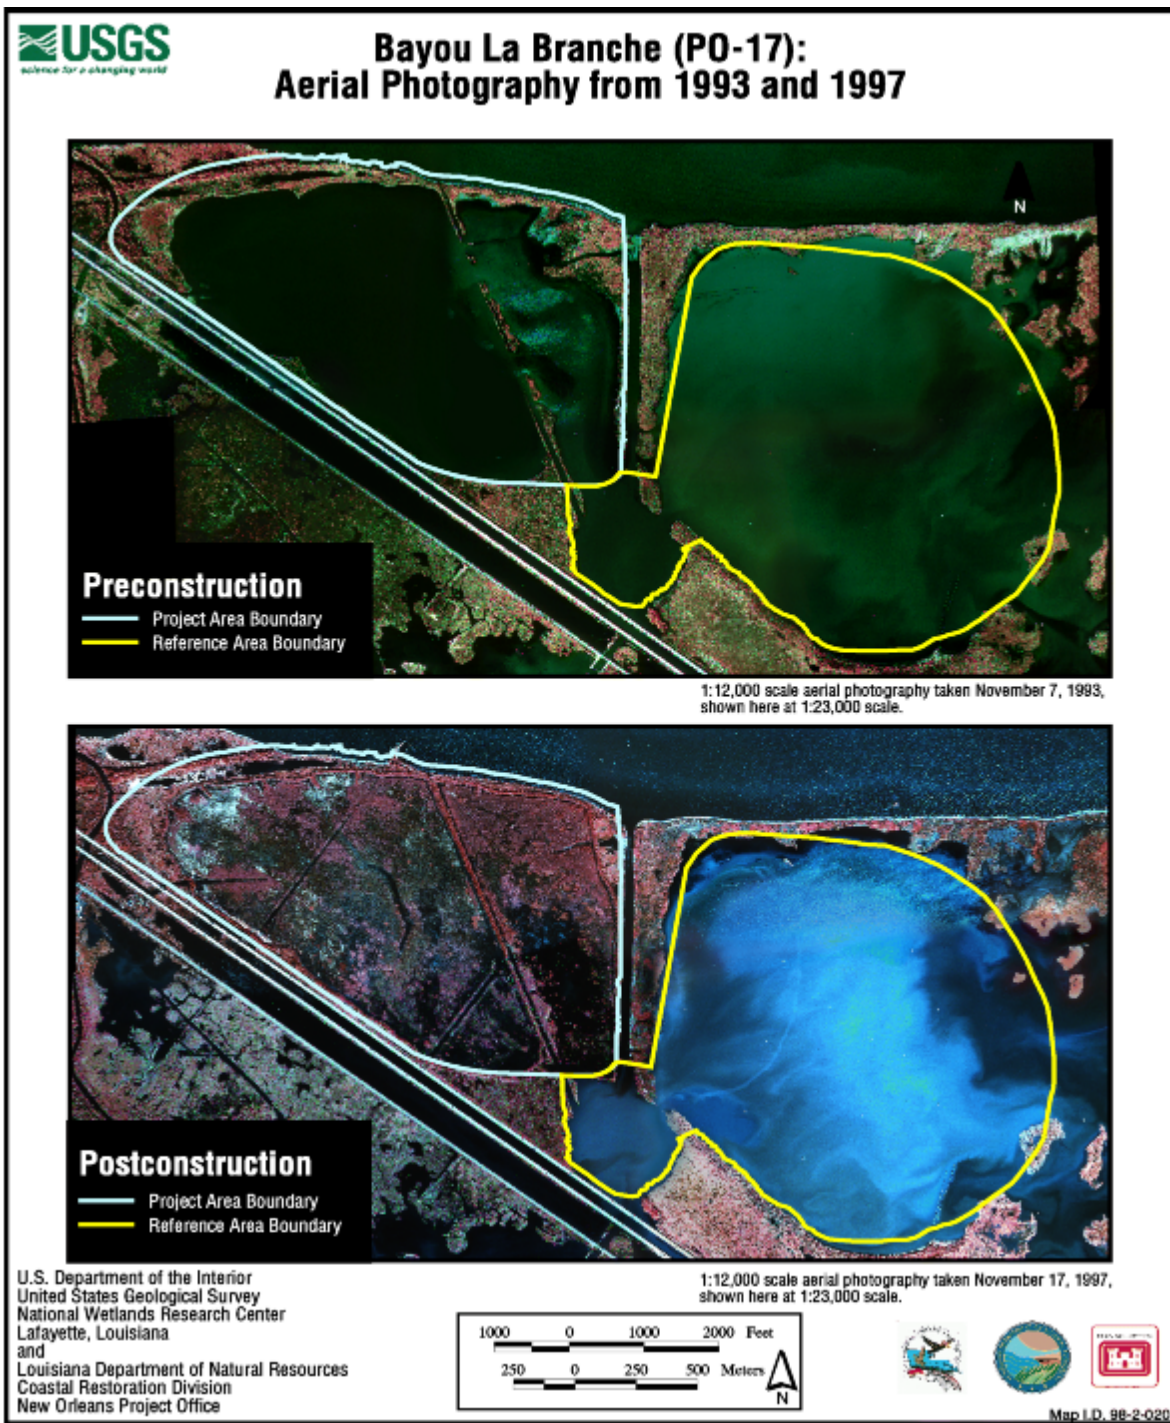 USGS
science for a changing world
Bayou La Branche (PO-17):
Aerial Photography from 1993 and 1997
N
Preconstruction
Project Area Boundary
Reference Area Boundary
1:12,000 scale aerial photography taken November 7, 1993,
shown here at 1:23,000 scale.
Postconstruction
Project Area Boundary
Reference Area Boundary
1:12,000 scale aerial photography taken November 17, 1997,
shown here at 1:23,000 scale.
U.S. Department of the Interior
United States Geological Survey
National Wetlands Research Center
Lafayette, Louisiana
and
Louisiana Department of Natural Resources
Coastal Restoration Division
New Orleans Project Office
1000 0 1000 2000 Feet
250 0 250 500 Meters
N
Map I.D. 98-2-020